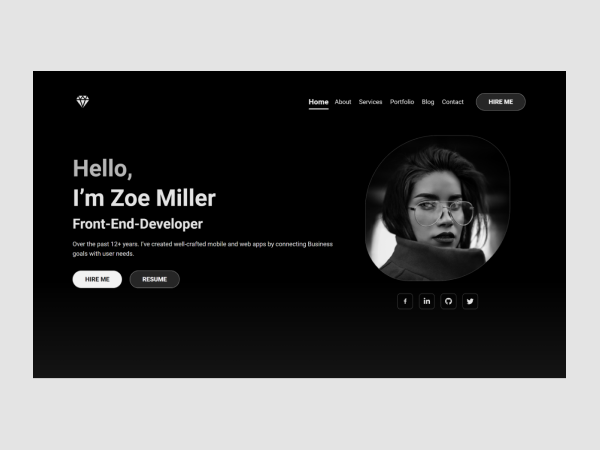 Home About Services Portfolio Blog Contact HIRE ME
Hello,
I'm Zoe Miller
Front-End-Developer
Over the past 12+ years. I've created well-crafted mobile and web apps by connecting Business
goals with user needs.
HIRE ME RESUME
f in